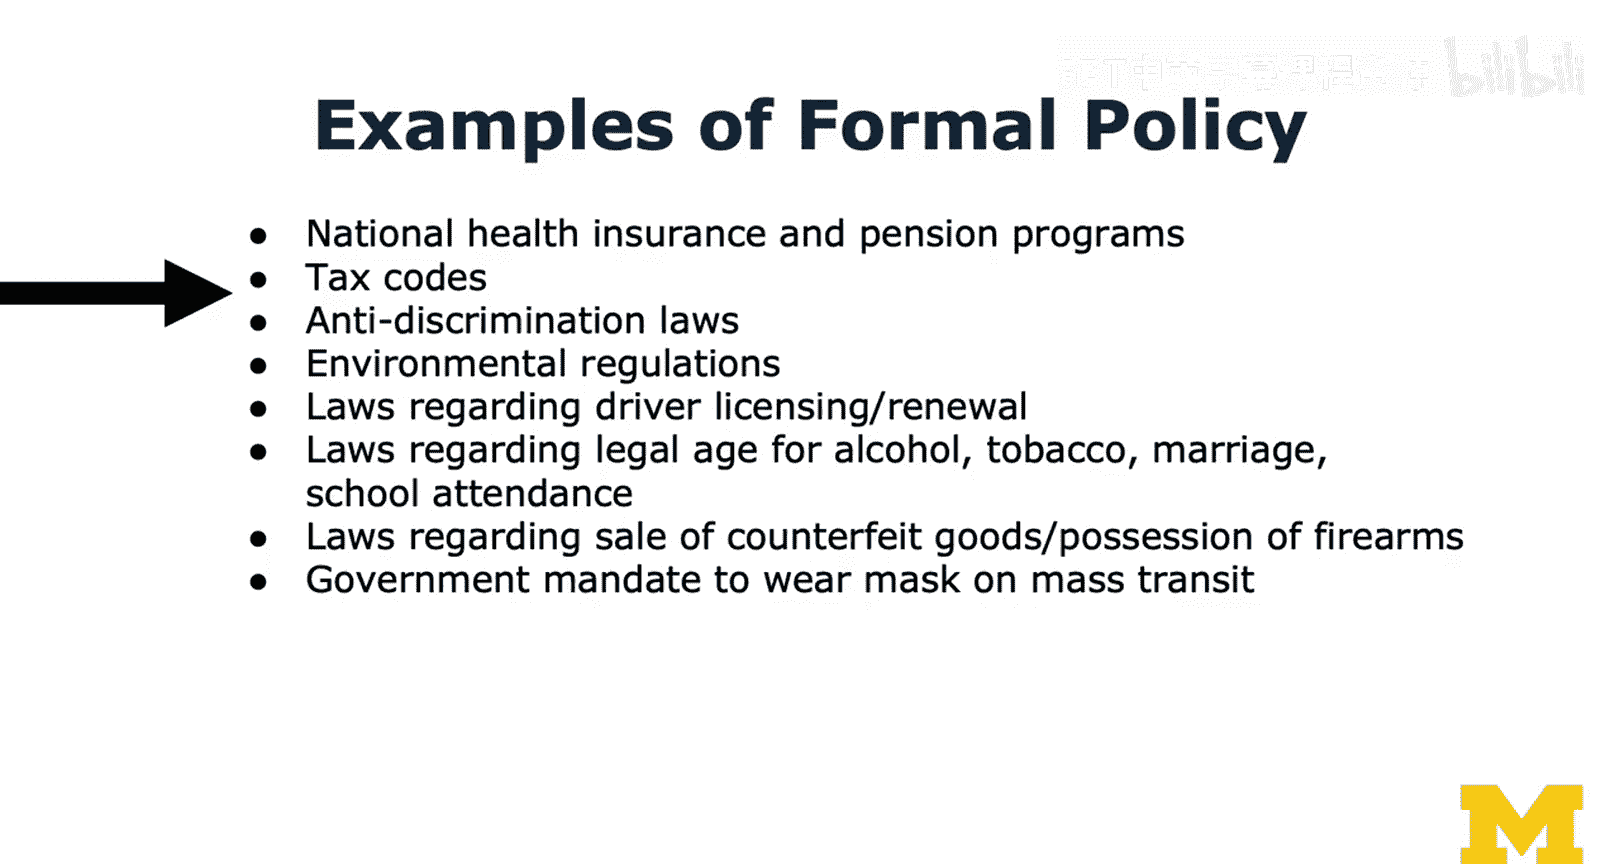 bilibili
Examples of Formal Policy
● National health insurance and pension programs
● Tax codes
● Anti-discrimination laws
● Environmental regulations
● Laws regarding driver licensing/renewal
● Laws regarding legal age for alcohol, tobacco, marriage,
school attendance
● Laws regarding sale of counterfeit goods/possession of firearms
● Government mandate to wear mask on mass transit
M